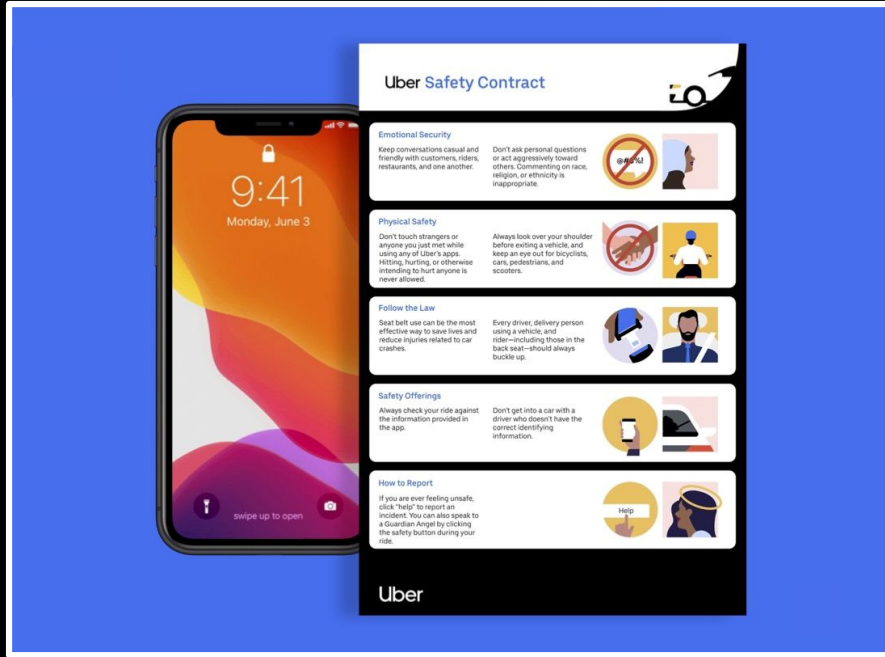 9:41
Monday, June 3
swipe up to open
Uber Safety Contract
Emotional Security
Keep conversations casual and
friendly with customers, riders,
restaurants, and one another.
Don't ask personal questions
or act aggressively toward
others. Commenting on race,
religion, or ethnicity is
inappropriate.
@#$%!
Physical Safety
Don't touch strangers or
anyone you just met while
using any of Uber's apps.
Hitting, hurting, or otherwise
intending to hurt anyone is
never allowed.
Always look over your shoulder
before exiting a vehicle, and
keep an eye out for bicyclists,
cars, pedestrians, and
scooters.
Follow the Law
Seat belt use can be the most
effective way to save lives and
reduce injuries related to car
crashes.
Every driver, delivery person
using a vehicle, and
rider—including those in the
back seat—should always
buckle up.
Safety Offerings
Always check your ride against
the information provided in
the app.
Don't get into a car with a
driver who doesn't have the
correct identifying
information.
How to Report
If you are ever feeling unsafe,
click "help" to report an
incident. You can also speak to
a Guardian Angel by clicking
the safety button during your
ride.
Help
Uber